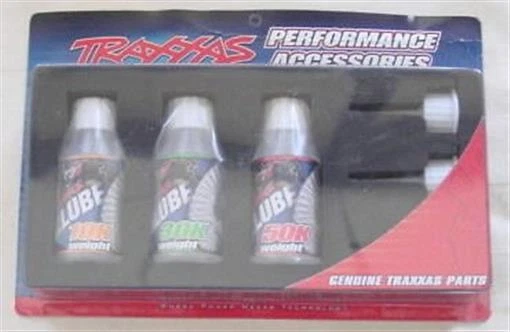 TRAXXAS
PERFORMANCE
ACCESSORIES
LUBE
10K
weight
LUBE
30K
weight
LUBE
50K
weight
GENUINE TRAXXAS PARTS